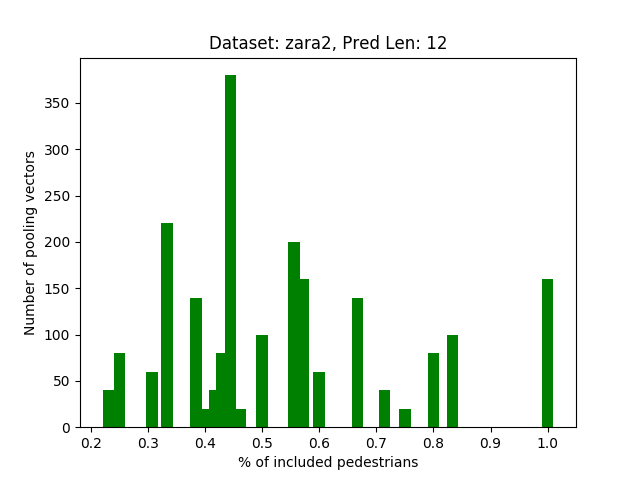 Dataset: zara2, Pred Len: 12
Number of pooling vectors
350
300
250
200
150
100
50
0
0.2 0.3 0.4 0.5 0.6 0.7 0.8 0.9 1.0
% of included pedestrians